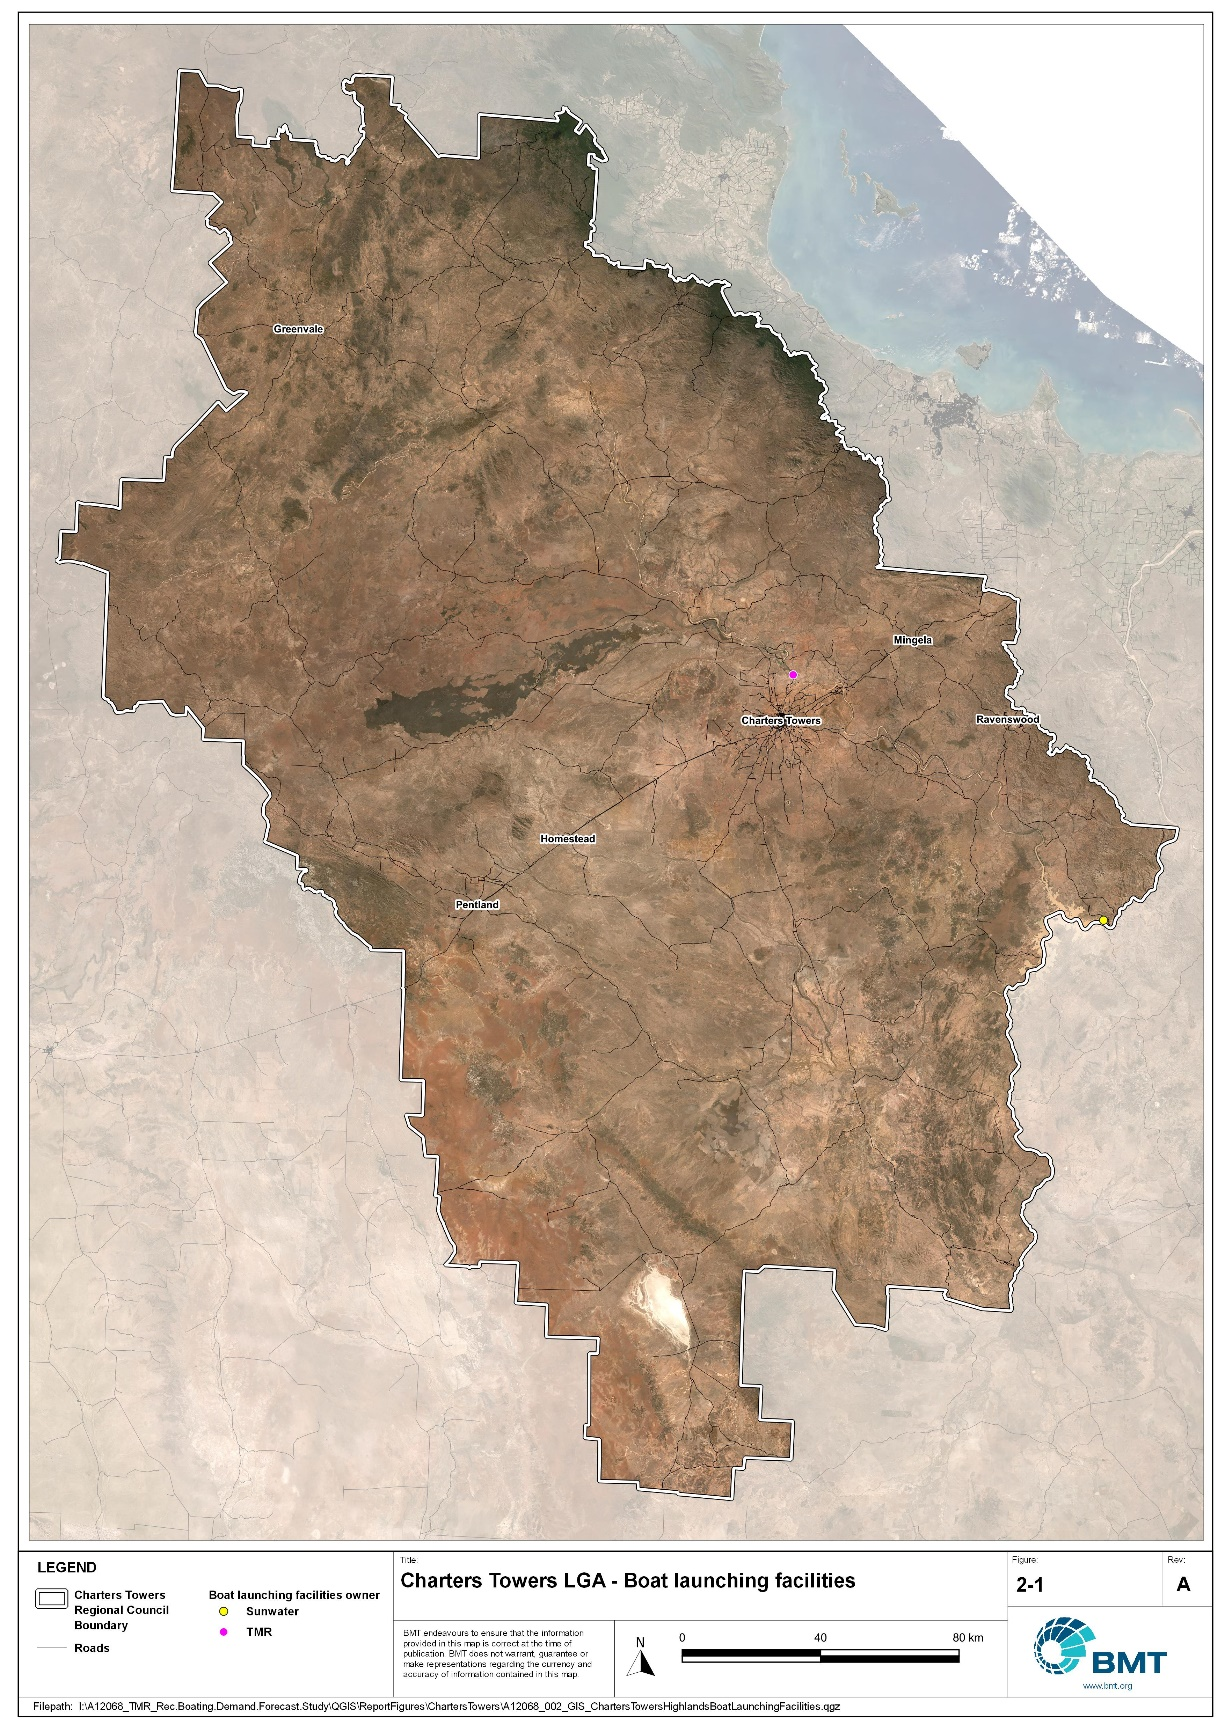 Greenvale
Mingela
Charters Towers
Ravenswood
Homestead
Pentland
LEGEND
Charters Towers
Regional Council
Boundary
Roads
Boat launching facilities owner
Sunwater
TMR
Title:
Charters Towers LGA - Boat launching facilities
BMT endeavours to ensure that the information
provided in this map is correct at the time of
publication. BMT does not warrant, guarantee or
make representations regarding the currency and
accuracy of information contained in this map.
N
0 40 80 km
Figure:
2-1
Rev:
A
BMT
www.bmt.org
Filepath: I:\A12068_TMR_Rec.Boating.Demand.Forecast.Study\QGIS\ReportFigures\ChartersTowers\A12068_002_GIS_ChartersTowersHighlandsBoatLaunchingFacilities.qgz